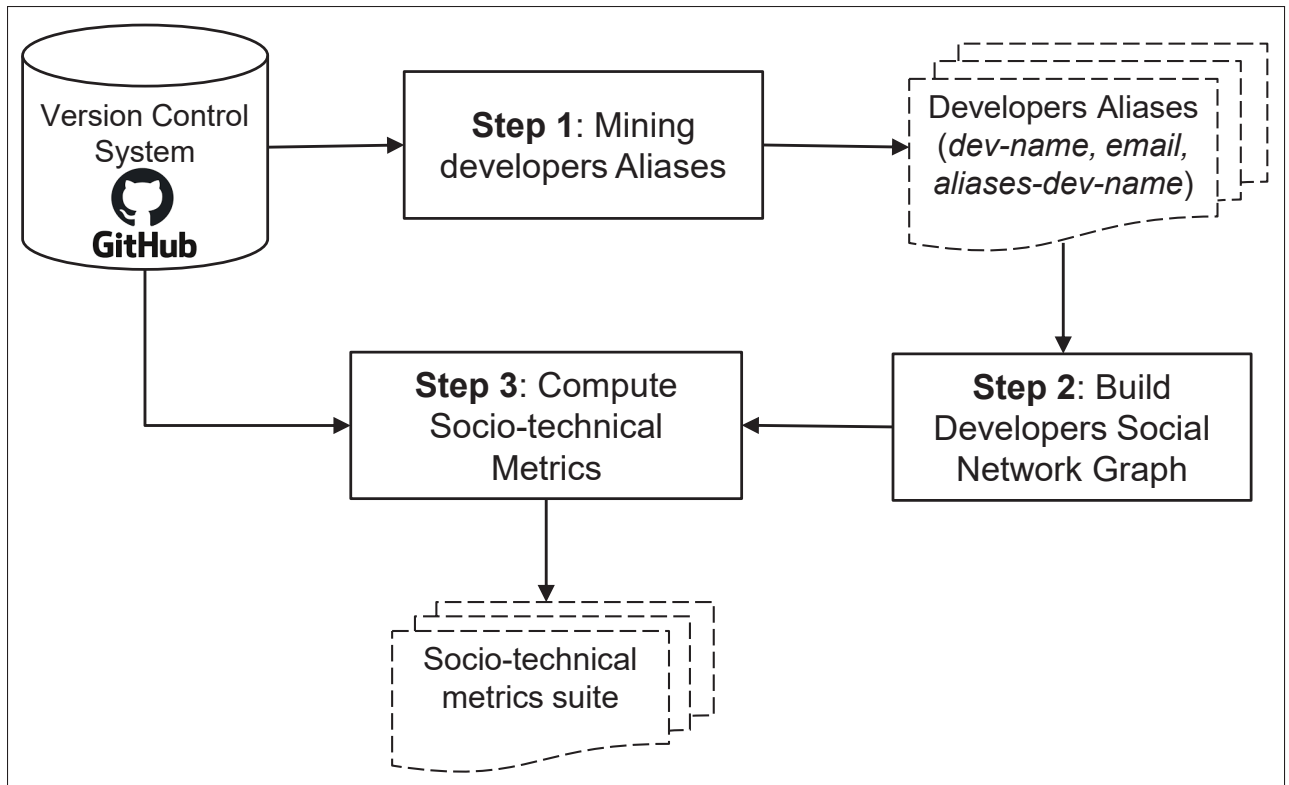 Version Control
System
GitHub
Step 1: Mining
developers Aliases
Developers Aliases
(dev-name, email,
aliases-dev-name)
Step 3: Compute
Socio-technical
Metrics
Step 2: Build
Developers Social
Network Graph
Socio-technical
metrics suite